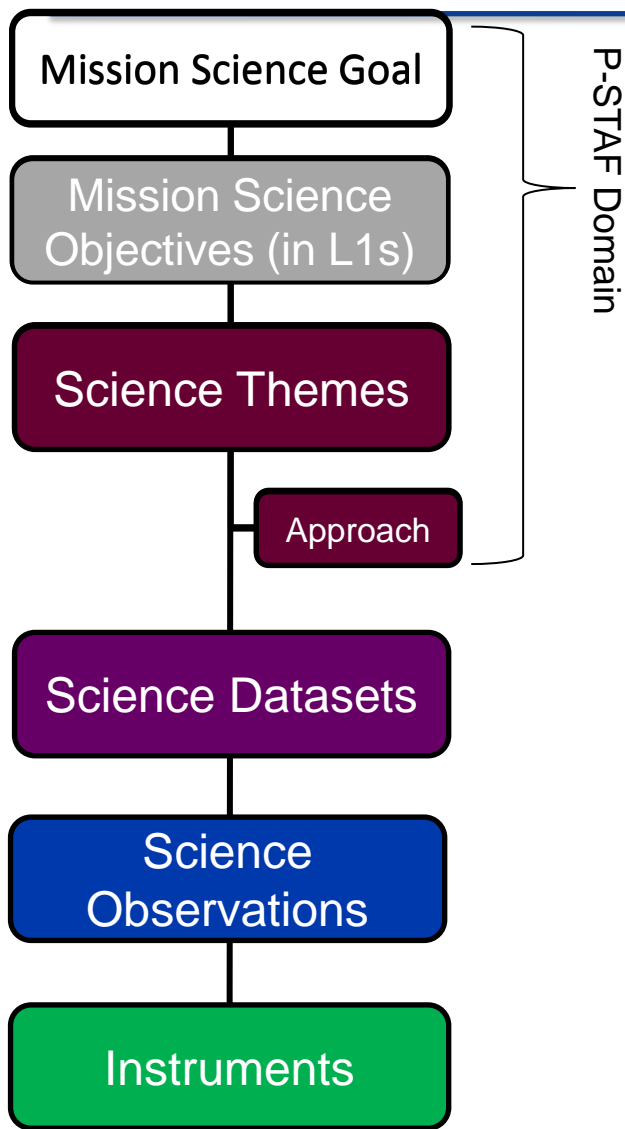 Mission Science Goal
P-STAF Domain
Mission Science
Objectives (in L1s)
Science Themes
Approach
Science Datasets
Science
Observations
Instruments